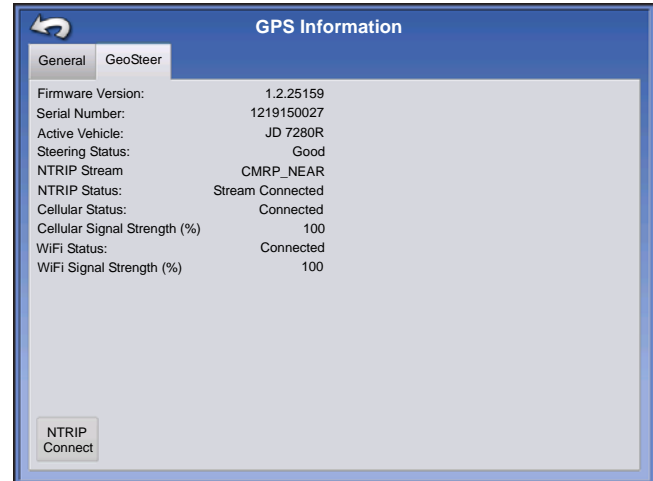 GPS Information
General GeoSteer
Firmware Version: 1.2.25159
Serial Number: 1219150027
Active Vehicle: JD 7280R
Steering Status: Good
NTRIP Stream CMRP_NEAR
NTRIP Status: Stream Connected
Cellular Status: Connected
Cellular Signal Strength (%) 100
WiFi Status: Connected
WiFi Signal Strength (%) 100
NTRIP
Connect